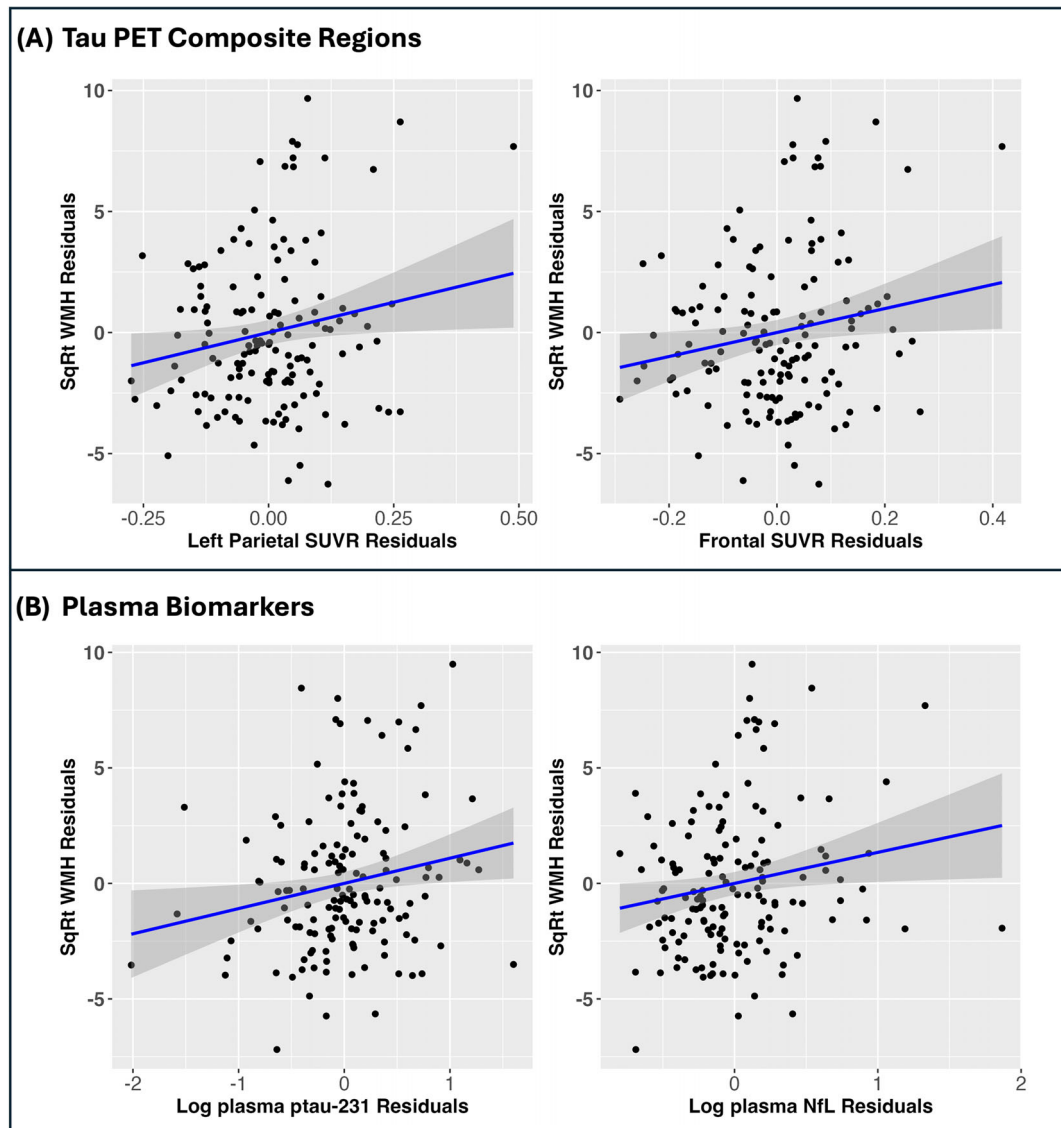 (A) Tau PET Composite Regions
SqRt WMH Residuals
10
5
0
-5
-0.25 0.00 0.25 0.50
Left Parietal SUVR Residuals
SqRt WMH Residuals
10
5
0
-5
-0.2 0.0 0.2 0.4
Frontal SUVR Residuals
(B) Plasma Biomarkers
SqRt WMH Residuals
10
5
0
-5
-2 -1 0 1
Log plasma ptau-231 Residuals
SqRt WMH Residuals
10
5
0
-5
0 1 2
Log plasma NfL Residuals